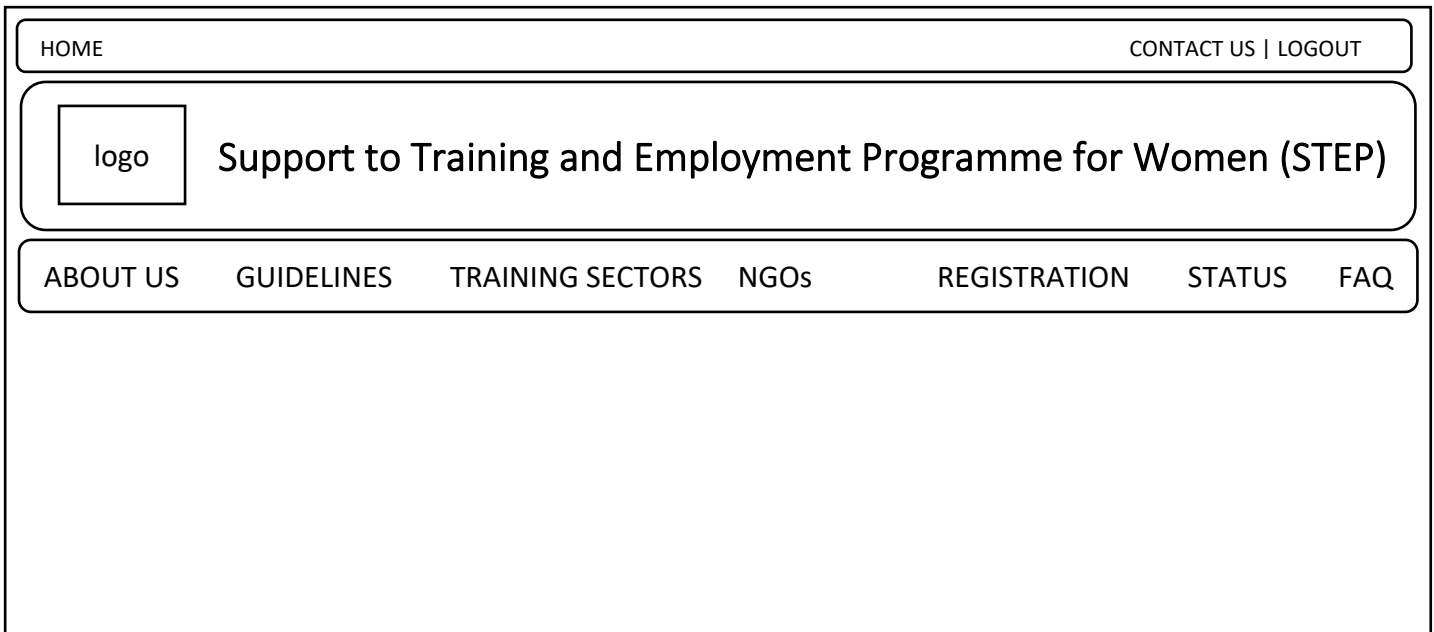 HOME CONTACT US | LOGOUT
logo Support to Training and Employment Programme for Women (STEP)
ABOUT US GUIDELINES TRAINING SECTORS NGOs REGISTRATION STATUS FAQ